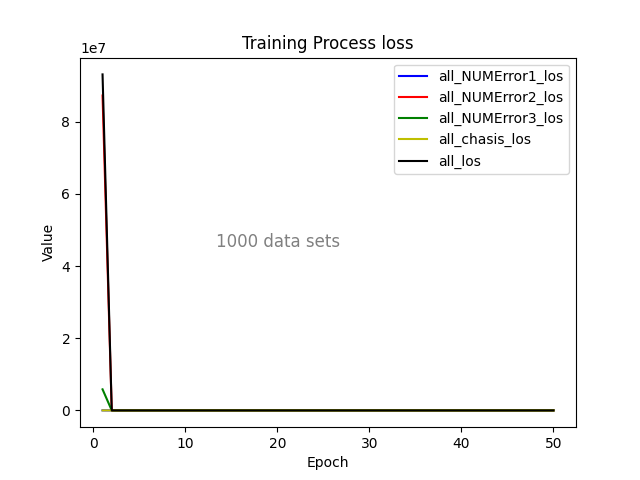 Training Process loss
1e7
all_NUMError1_los
all_NUMError2_los
all_NUMError3_los
all_chasis_los
all_los
8
6
4
2
0
Value
1000 data sets
0 10 20 30 40 50
Epoch